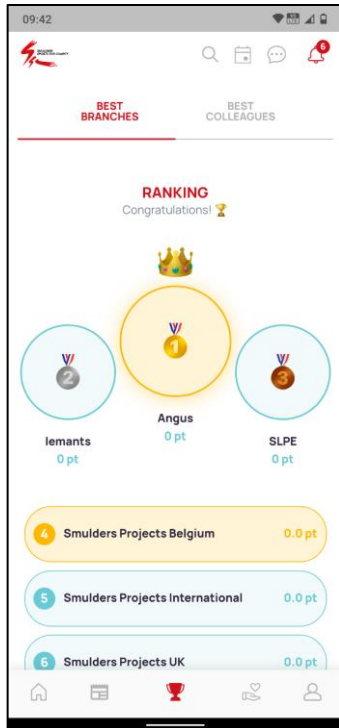 09:42
6
BEST
BRANCHES
BEST
COLLEAGUES
RANKING
Congratulations! 🏆
1
2
3
Angus
0 pt
Iemants
0 pt
SLPE
0 pt
4 Smulders Projects Belgium 0.0 pt
5 Smulders Projects International 0.0 pt
6 Smulders Projects UK 0.0 pt